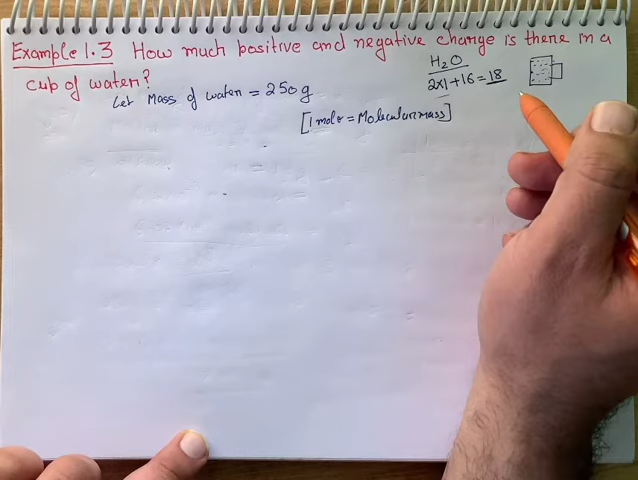 Example 1.3 How much positive and negative charge is there in a
cup of water?
H₂O
2×1+16=18
Let Mass of water = 250g
[1 mole = Molecular mass]